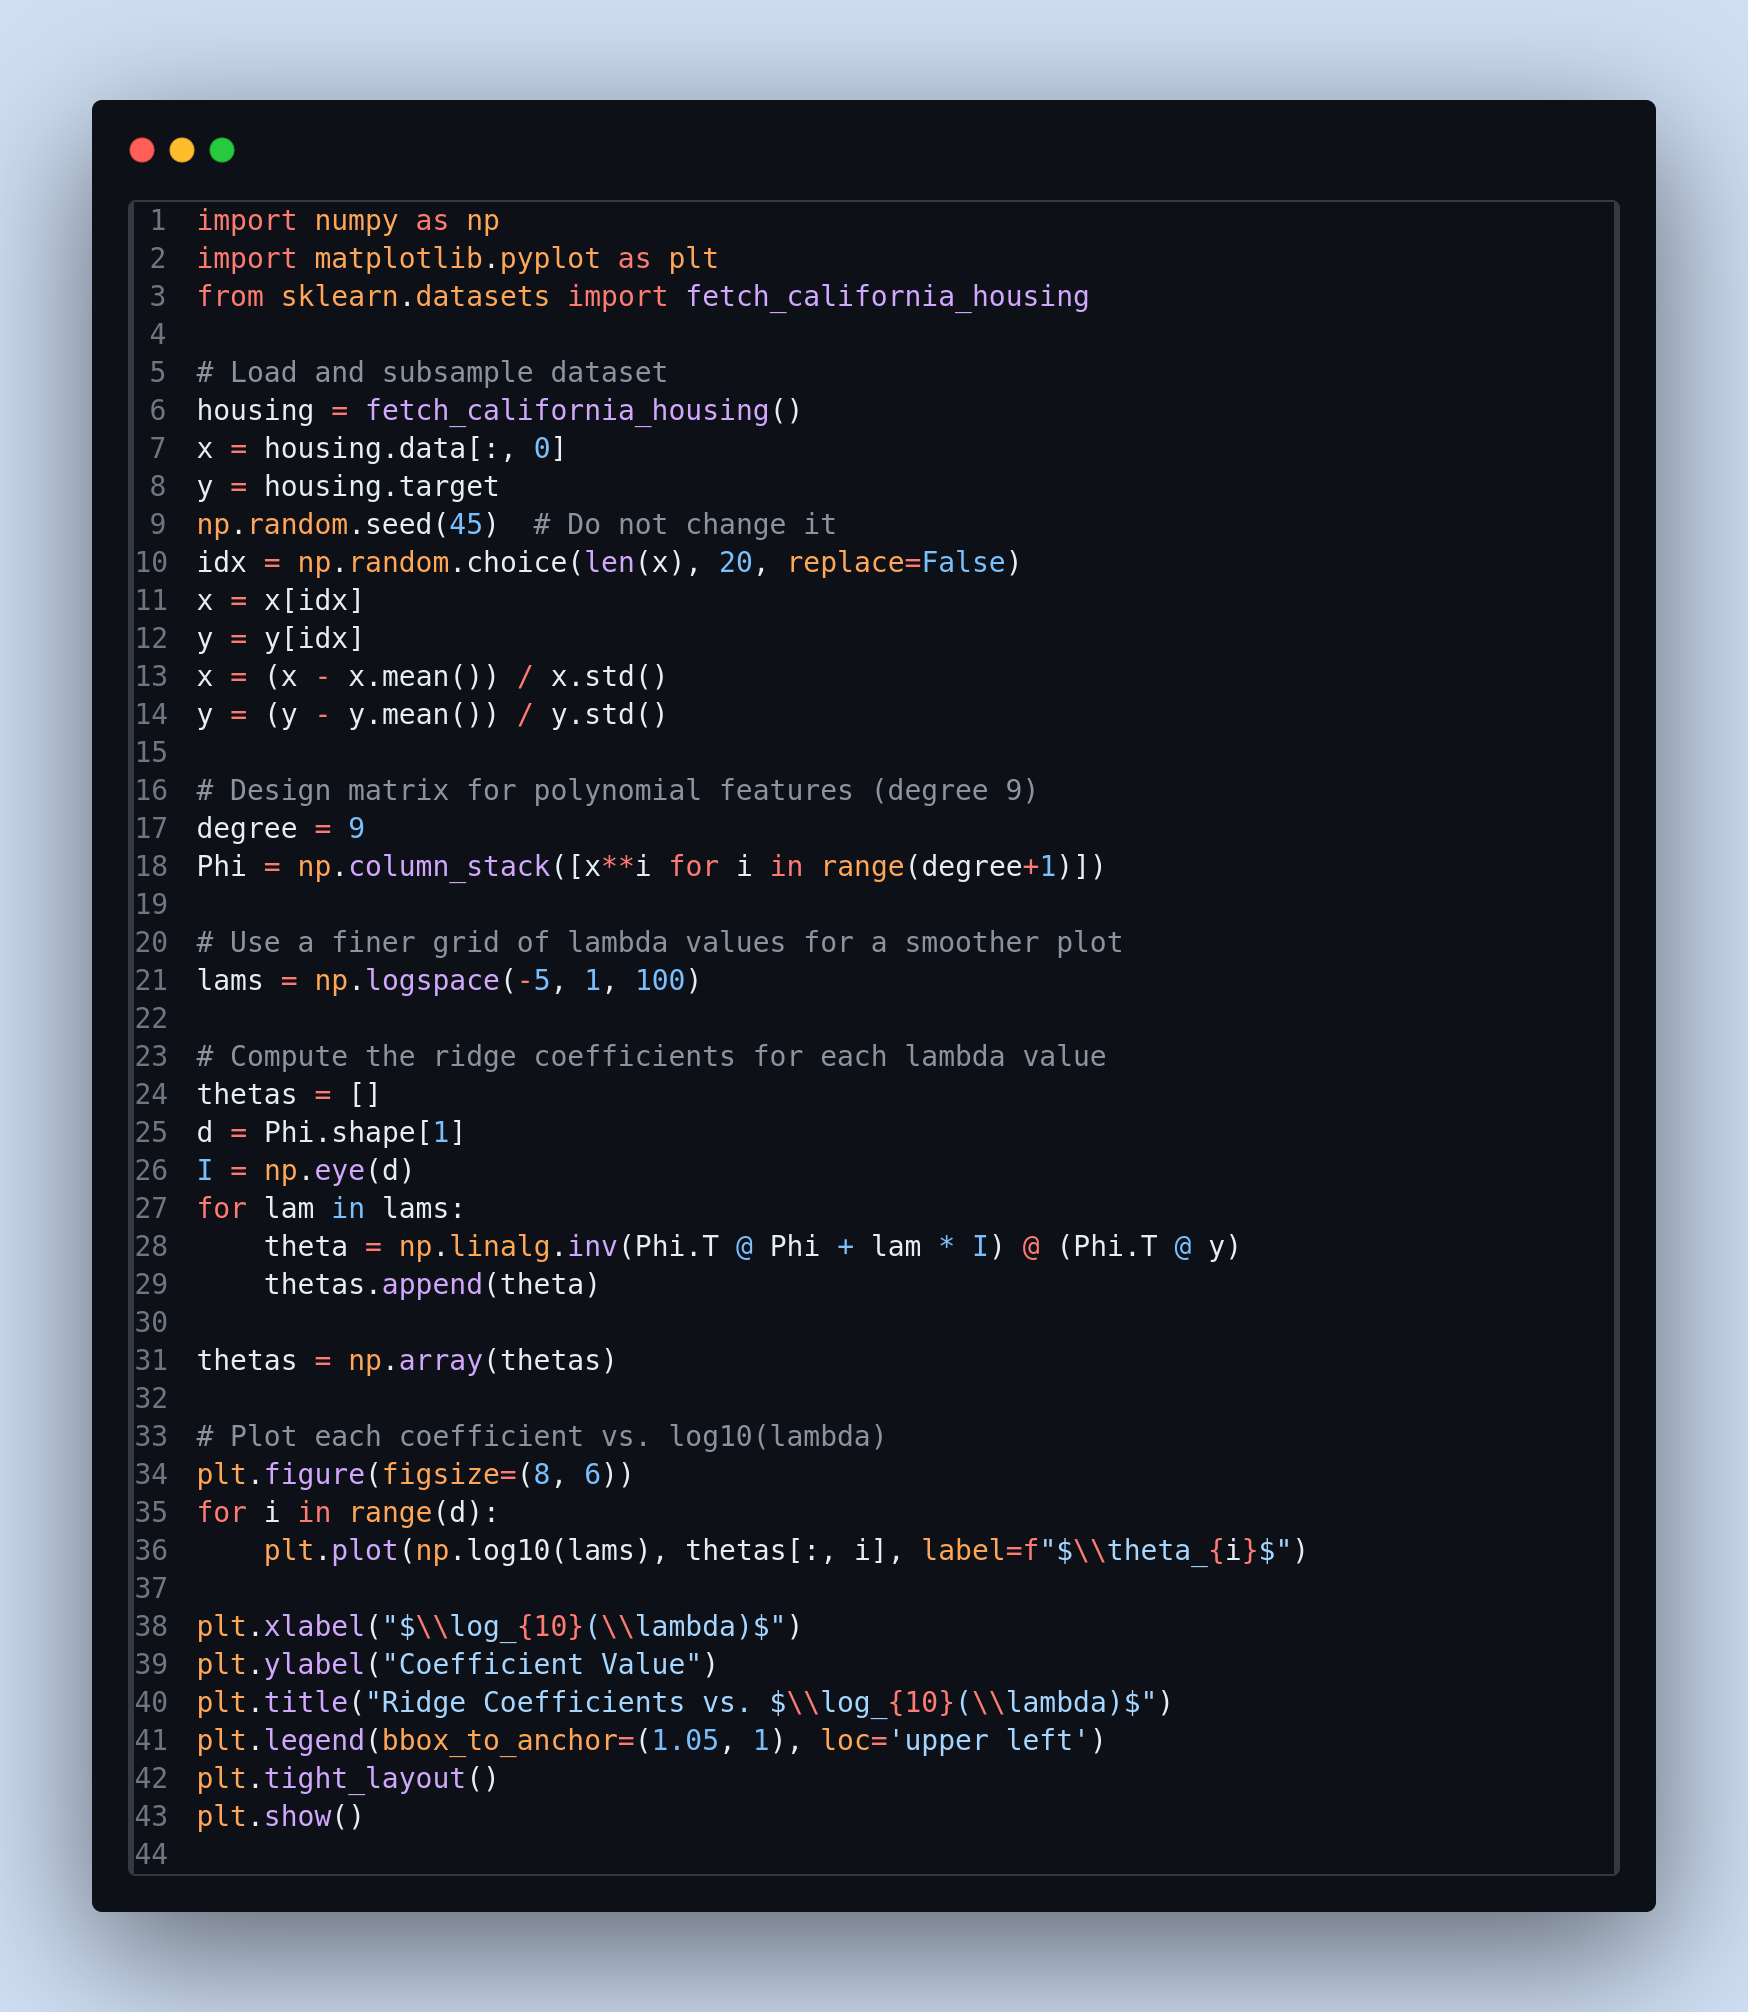 1 import numpy as np
2 import matplotlib.pyplot as plt
3 from sklearn.datasets import fetch_california_housing
4
5 # Load and subsample dataset
6 housing = fetch_california_housing()
7 x = housing.data[:, 0]
8 y = housing.target
9 np.random.seed(45)  # Do not change it
10 idx = np.random.choice(len(x), 20, replace=False)
11 x = x[idx]
12 y = y[idx]
13 x = (x - x.mean()) / x.std()
14 y = (y - y.mean()) / y.std()
15
16 # Design matrix for polynomial features (degree 9)
17 degree = 9
18 Phi = np.column_stack([x**i for i in range(degree+1)])
19
20 # Use a finer grid of lambda values for a smoother plot
21 lams = np.logspace(-5, 1, 100)
22
23 # Compute the ridge coefficients for each lambda value
24 thetas = []
25 d = Phi.shape[1]
26 I = np.eye(d)
27 for lam in lams:
28     theta = np.linalg.inv(Phi.T @ Phi + lam * I) @ (Phi.T @ y)
29     thetas.append(theta)
30
31 thetas = np.array(thetas)
32
33 # Plot each coefficient vs. log10(lambda)
34 plt.figure(figsize=(8, 6))
35 for i in range(d):
36     plt.plot(np.log10(lams), thetas[:, i], label=f"$\\theta_{i}$")
37
38 plt.xlabel("$\\log_{10}(\\lambda)$")
39 plt.ylabel("Coefficient Value")
40 plt.title("Ridge Coefficients vs. $\\log_{10}(\\lambda)$")
41 plt.legend(bbox_to_anchor=(1.05, 1), loc='upper left')
42 plt.tight_layout()
43 plt.show()
44